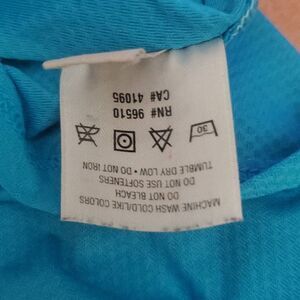 MACHINE WASH COLD/LIKE COLORS
DO NOT BLEACH
DO NOT USE SOFTENERS
TUMBLE DRY LOW • DO NOT IRON
30
RN# 96510
CA# 41095